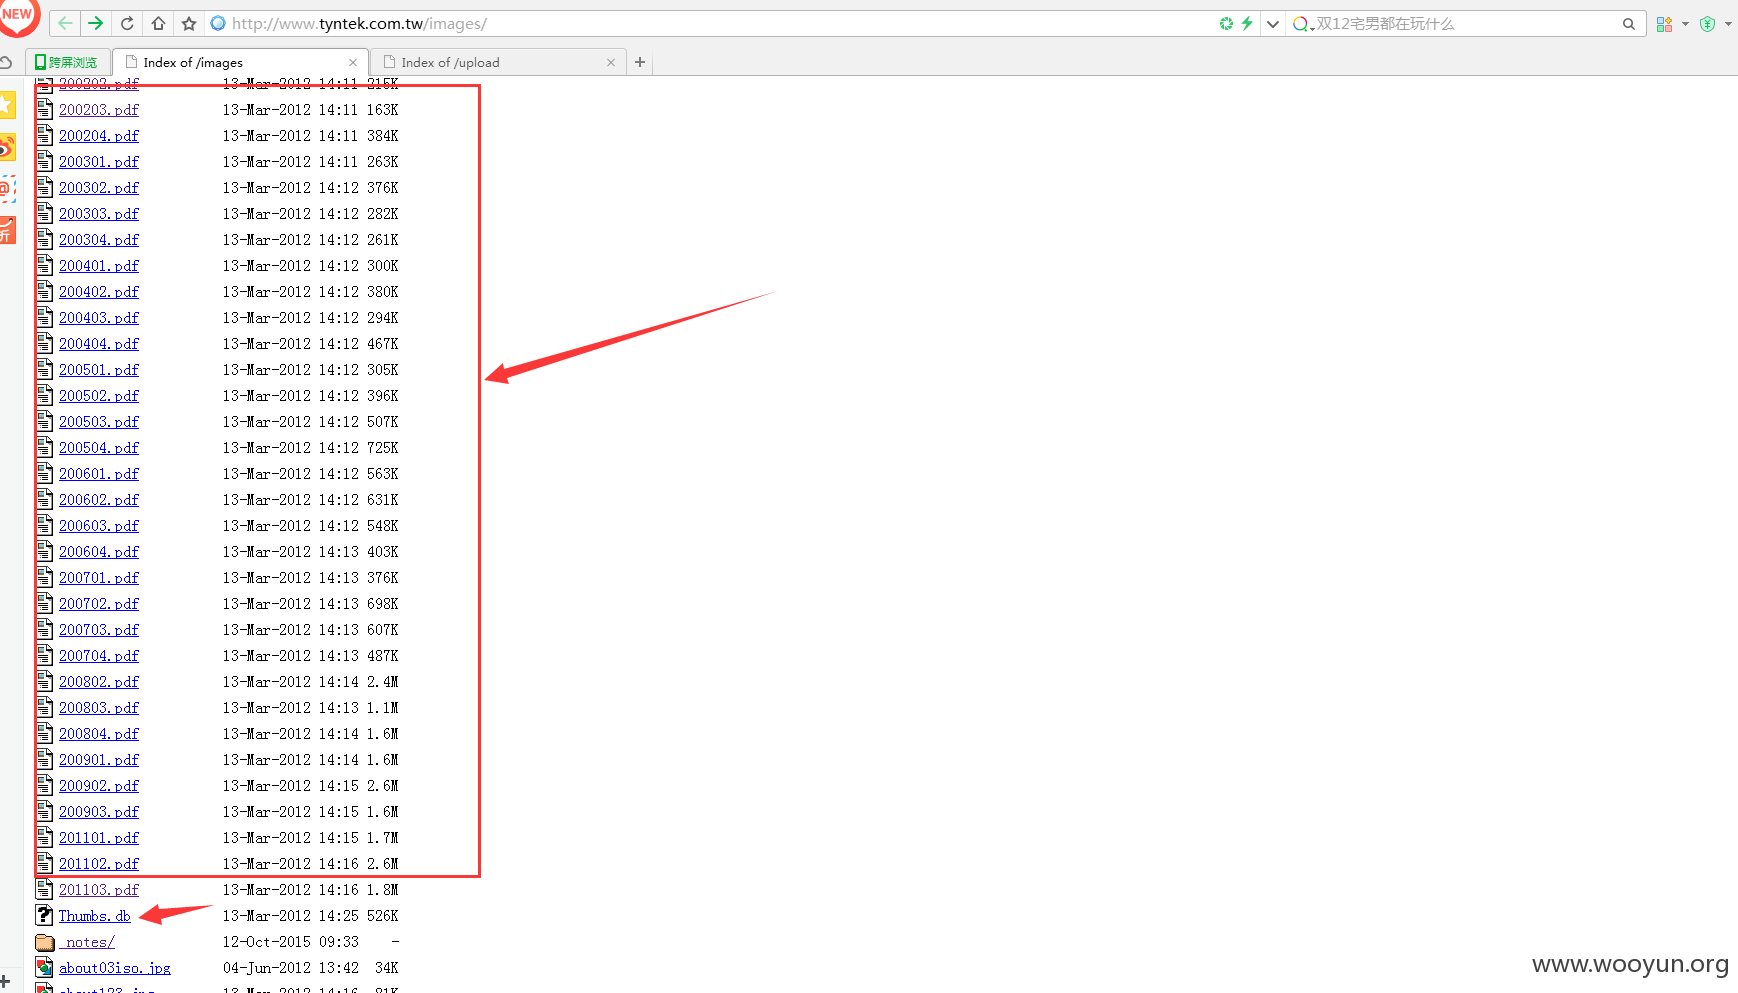 NEW
http://www.tyntek.com.tw/images/
双12宅男都在玩什么
跨屏浏览
Index of /images
Index of /upload
200202.pdf 13-Mar-2012 14:11 215K
200203.pdf 13-Mar-2012 14:11 163K
200204.pdf 13-Mar-2012 14:11 384K
200301.pdf 13-Mar-2012 14:11 263K
200302.pdf 13-Mar-2012 14:12 376K
200303.pdf 13-Mar-2012 14:12 282K
200304.pdf 13-Mar-2012 14:12 261K
200401.pdf 13-Mar-2012 14:12 300K
200402.pdf 13-Mar-2012 14:12 380K
200403.pdf 13-Mar-2012 14:12 294K
200404.pdf 13-Mar-2012 14:12 467K
200501.pdf 13-Mar-2012 14:12 305K
200502.pdf 13-Mar-2012 14:12 396K
200503.pdf 13-Mar-2012 14:12 507K
200504.pdf 13-Mar-2012 14:12 725K
200601.pdf 13-Mar-2012 14:12 563K
200602.pdf 13-Mar-2012 14:12 631K
200603.pdf 13-Mar-2012 14:12 548K
200604.pdf 13-Mar-2012 14:13 403K
200701.pdf 13-Mar-2012 14:13 376K
200702.pdf 13-Mar-2012 14:13 698K
200703.pdf 13-Mar-2012 14:13 607K
200704.pdf 13-Mar-2012 14:13 487K
200802.pdf 13-Mar-2012 14:14 2.4M
200803.pdf 13-Mar-2012 14:13 1.1M
200804.pdf 13-Mar-2012 14:14 1.6M
200901.pdf 13-Mar-2012 14:14 1.6M
200902.pdf 13-Mar-2012 14:15 2.6M
200903.pdf 13-Mar-2012 14:15 1.6M
201101.pdf 13-Mar-2012 14:15 1.7M
201102.pdf 13-Mar-2012 14:16 2.6M
201103.pdf 13-Mar-2012 14:16 1.8M
Thumbs.db 13-Mar-2012 14:25 526K
_notes/ 12-Oct-2015 09:33 -
about03iso.jpg 04-Jun-2012 13:42 34K
www.wooyun.org